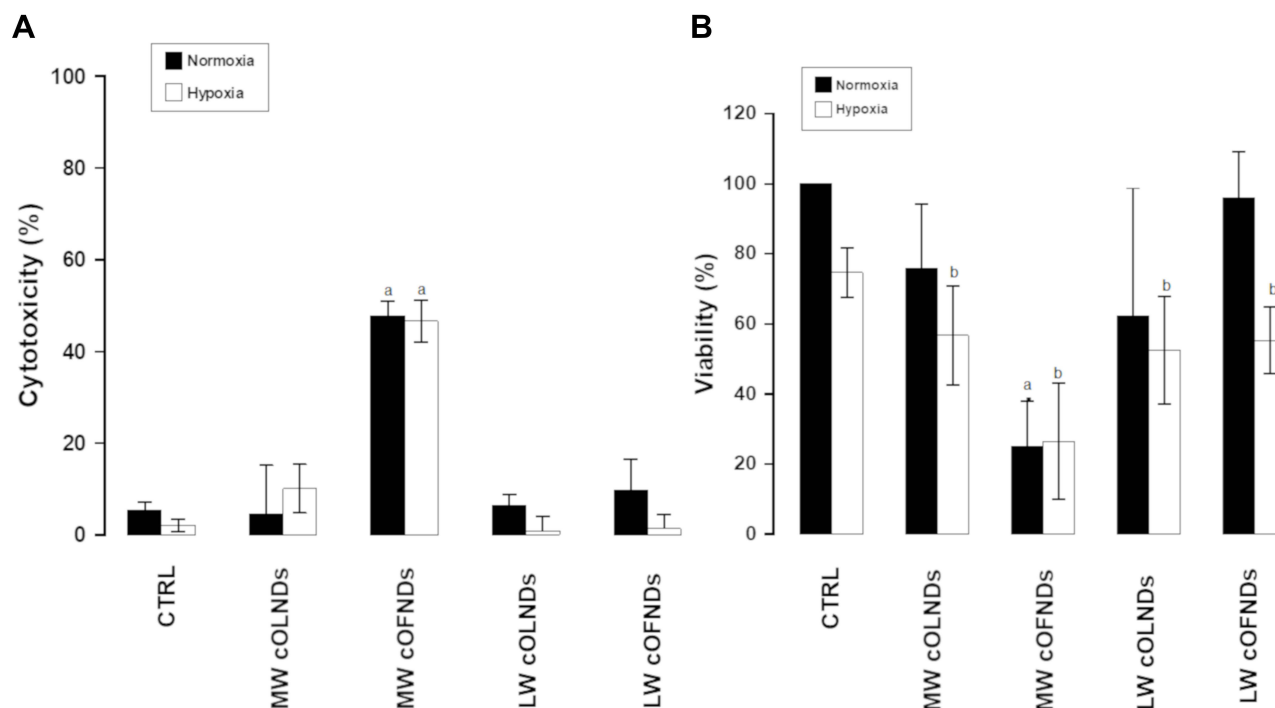 A
Normoxia
Hypoxia
Cytotoxicity (%)
100
80
60
40
20
0
a
a
CTRL
MW cOLNDs
MW cOFNDs
LW cOLNDs
LW cOFNDs
B
Normoxia
Hypoxia
Viability (%)
120
100
80
60
40
20
0
b
a
b
b
b
CTRL
MW cOLNDs
MW cOFNDs
LW cOLNDs
LW cOFNDs